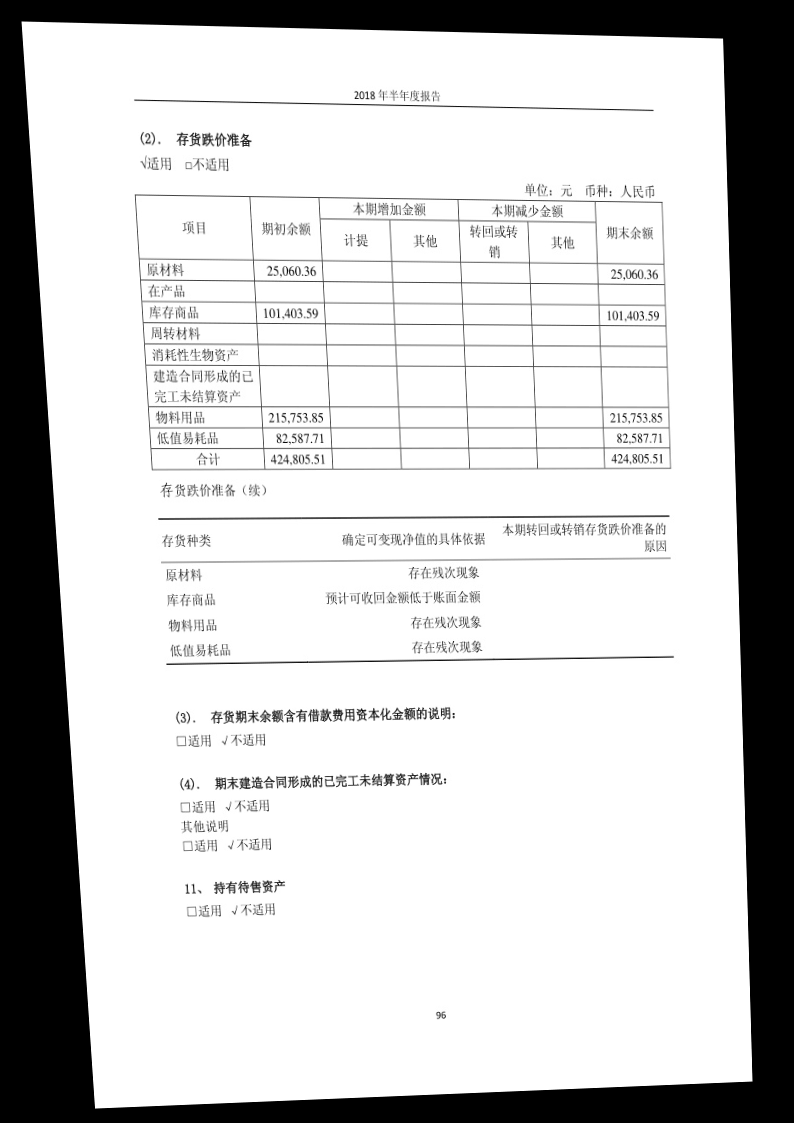 2018 年半年度报告
(2). 存货跌价准备
√适用 □不适用
单位：元 币种：人民币
项目 期初余额 本期增加金额 本期减少金额 期末余额
计提 其他 转回或转销 其他
原材料 25,060.36 25,060.36
在产品
库存商品 101,403.59 101,403.59
周转材料
消耗性生物资产
建造合同形成的已
完工未结算资产
物料用品 215,753.85 215,753.85
低值易耗品 82,587.71 82,587.71
合计 424,805.51 424,805.51
存货跌价准备（续）
存货种类 确定可变现净值的具体依据 本期转回或转销存货跌价准备的
原因
原材料 存在残次现象
库存商品 预计可收回金额低于账面金额
物料用品 存在残次现象
低值易耗品 存在残次现象
(3). 存货期末余额含有借款费用资本化金额的说明：
□适用 √不适用
(4). 期末建造合同形成的已完工未结算资产情况：
□适用 √不适用
其他说明
□适用 √不适用
11、 持有待售资产
□适用 √不适用
96